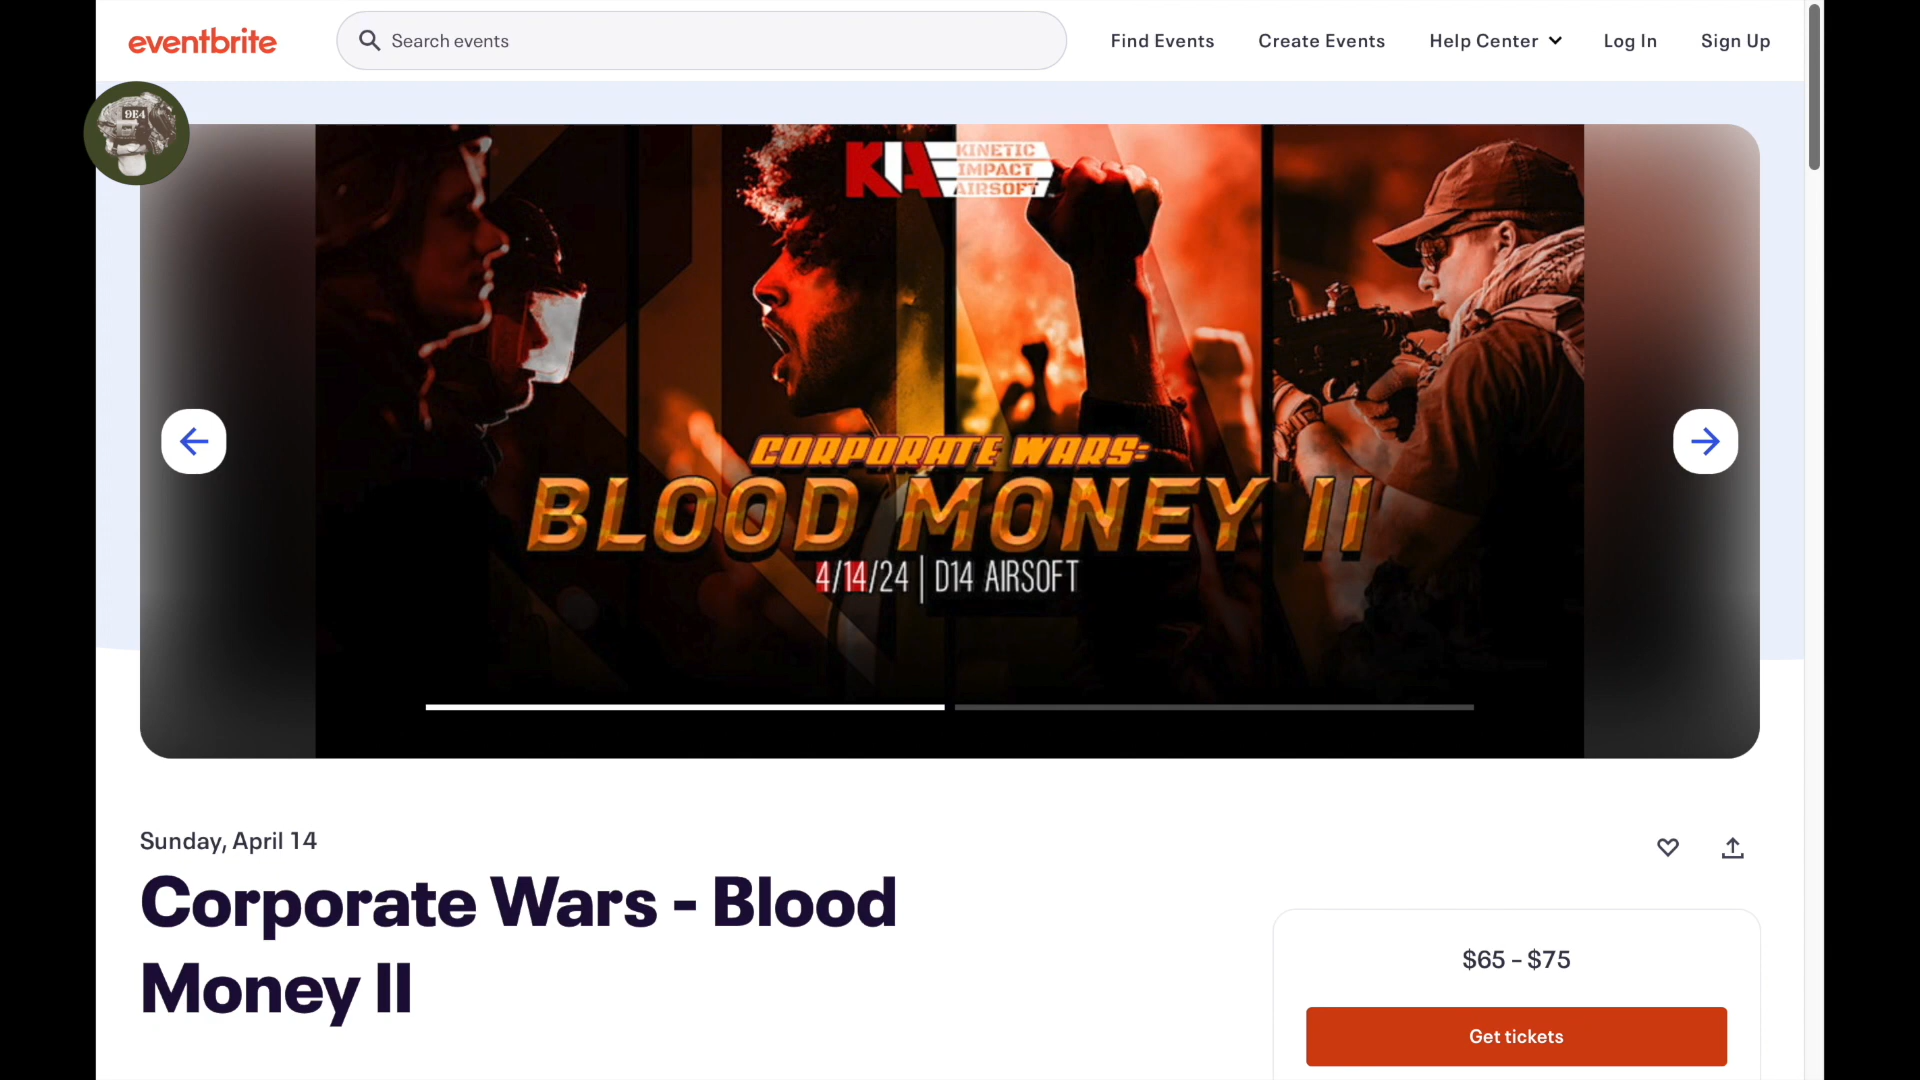 eventbrite
Search events
Find Events
Create Events
Help Center
Log In
Sign Up
9E4
KIA KINETIC
IMPACT
AIRSOFT
CORPORATE WARS:
BLOOD MONEY II
4/14/24 | D14 AIRSOFT
Sunday, April 14
Corporate Wars - Blood
Money II
$65 – $75
Get tickets